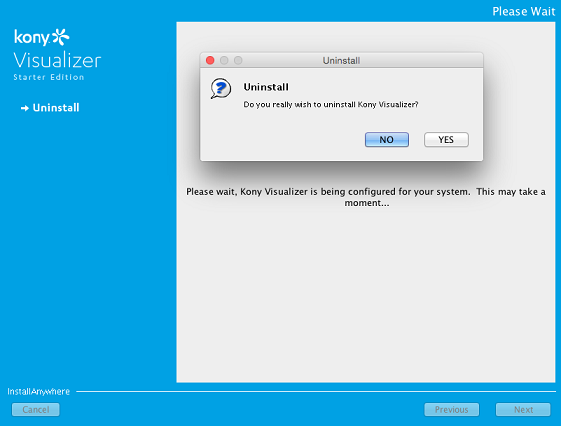 Please Wait
kony
Visualizer
Starter Edition
Uninstall
Uninstall
Uninstall
Do you really wish to uninstall Kony Visualizer?
NO
YES
Please wait, Kony Visualizer is being configured for your system. This may take a
moment...
InstallAnywhere
Cancel
Previous
Next